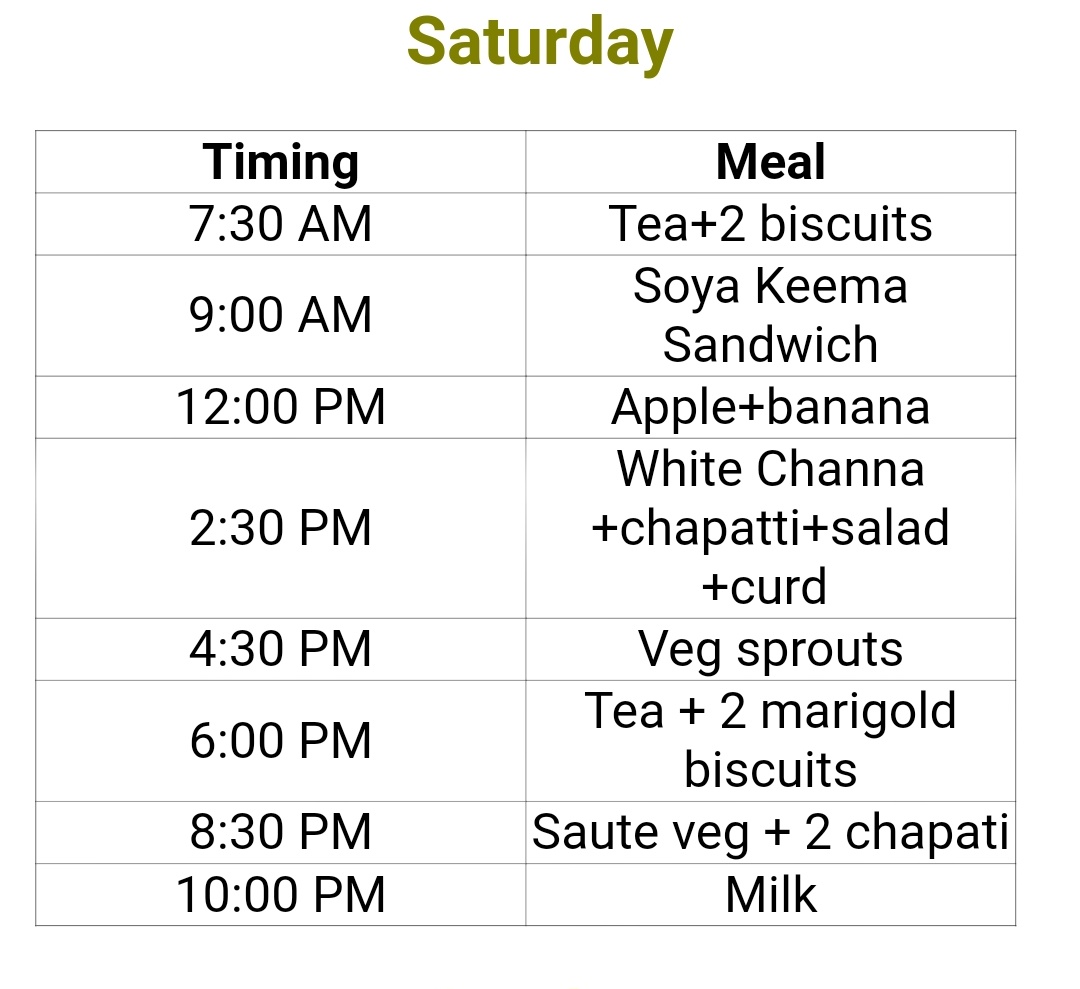 Saturday
Timing Meal
7:30 AM Tea+2 biscuits
9:00 AM Soya Keema
Sandwich
12:00 PM Apple+banana
2:30 PM White Channa
+chapatti+salad
+curd
4:30 PM Veg sprouts
6:00 PM Tea + 2 marigold
biscuits
8:30 PM Saute veg + 2 chapati
10:00 PM Milk